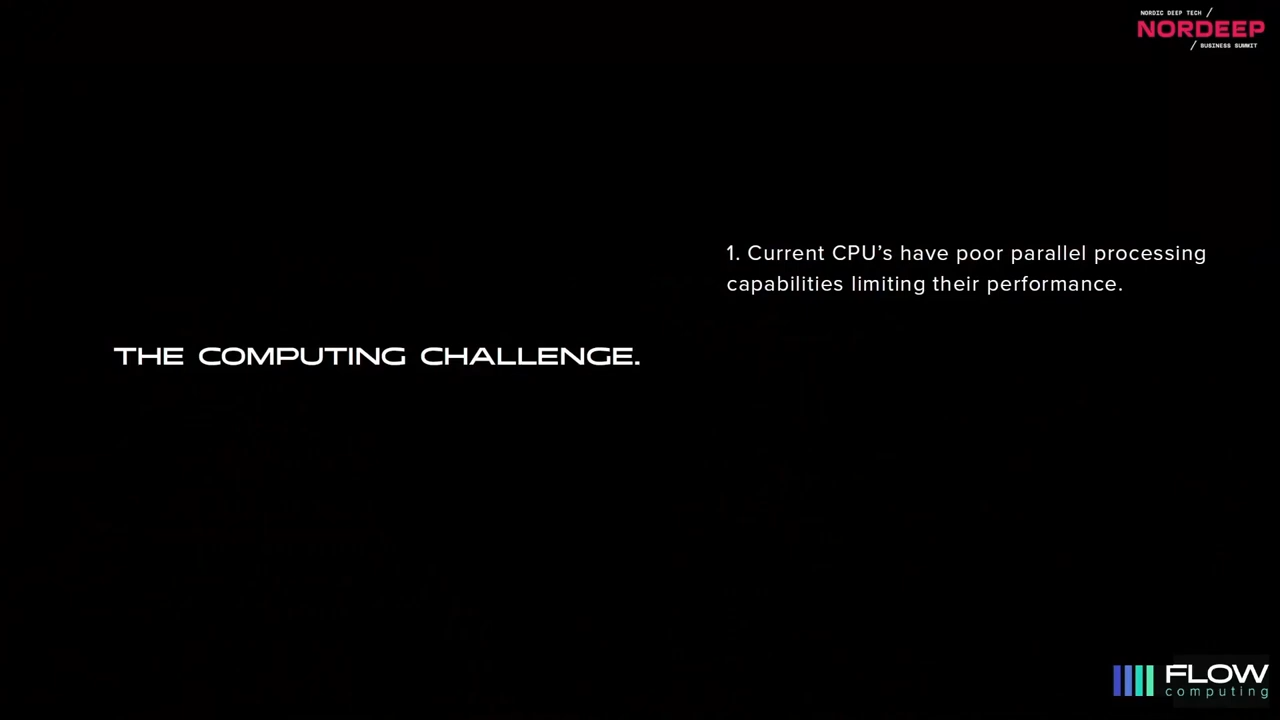 NORDIC DEEP TECH /
NORDEEP
/ BUSINESS SUMMIT
1. Current CPU’s have poor parallel processing
capabilities limiting their performance.
THE COMPUTING CHALLENGE.
FLOW
computing